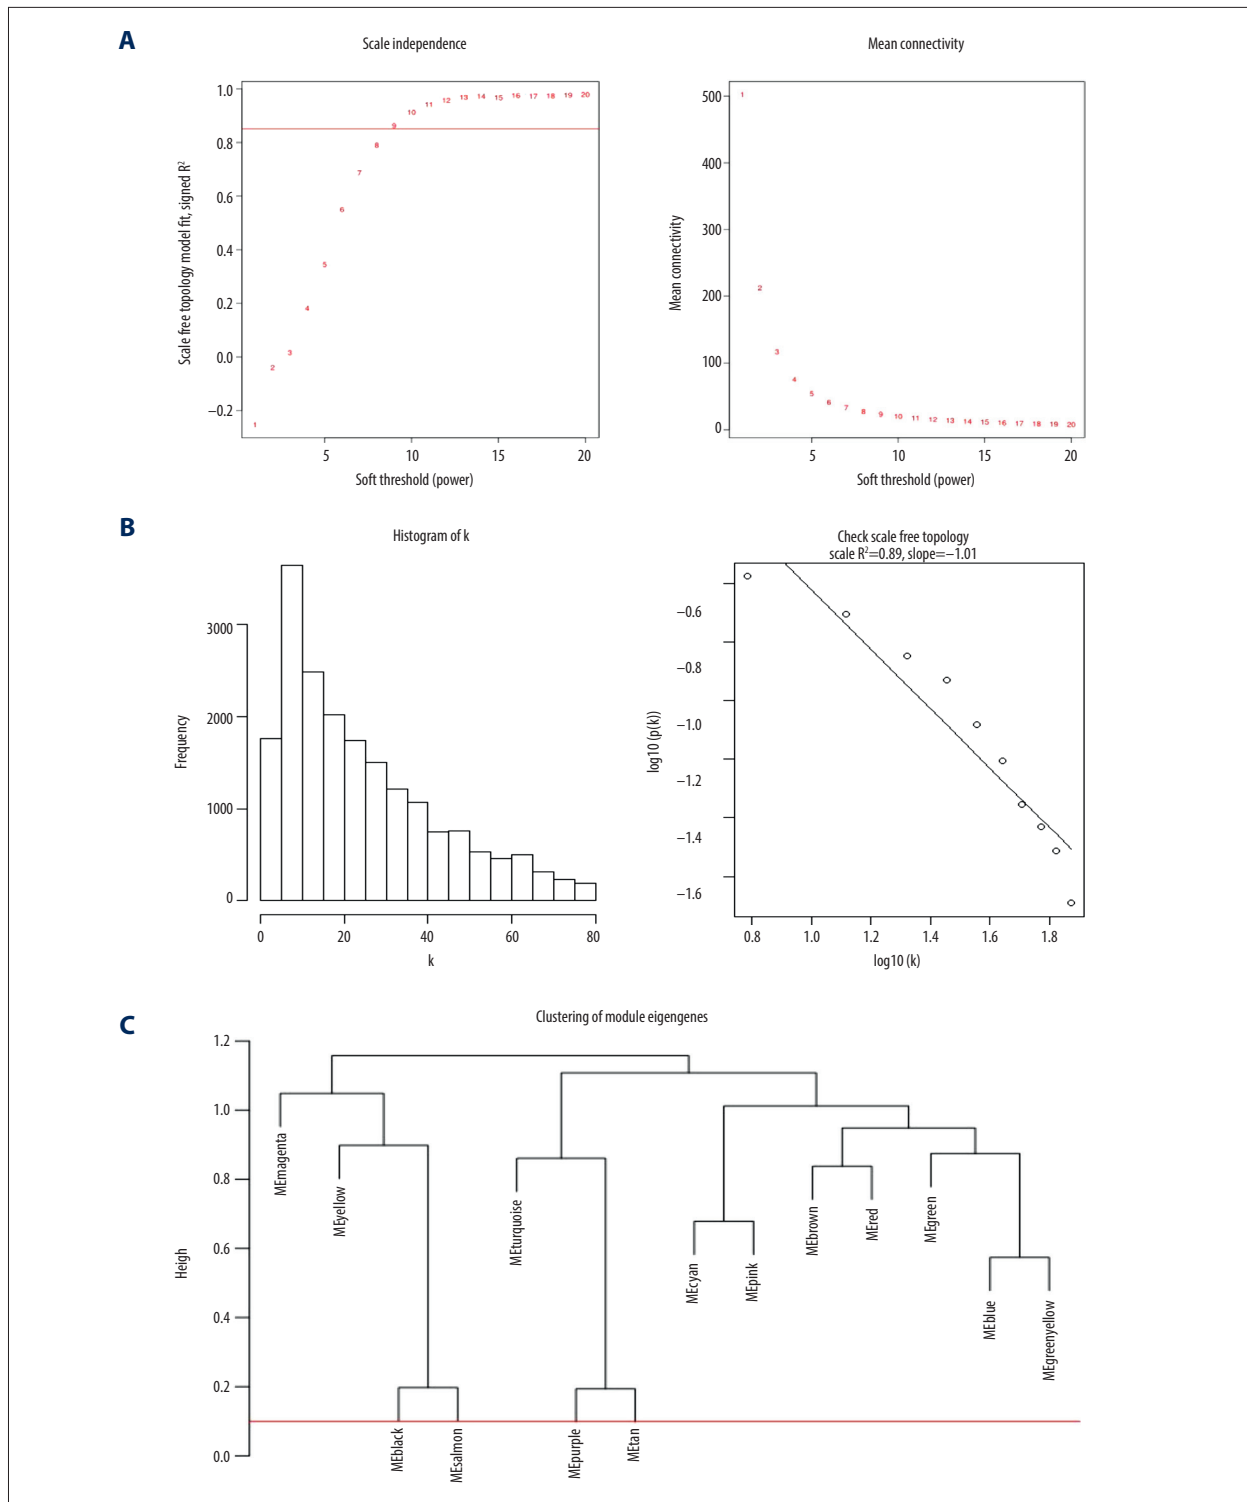 A
Scale independence
Scale free topology model fit, signed R²
1.0
0.8
0.6
0.4
0.2
0.0
−0.2
1
2
3
4
5
6
7
8
9
10
11
12
13
14
15
16
17
18
19
20
5
10
15
20
Soft threshold (power)
Mean connectivity
Mean connectivity
500
400
300
200
100
0
1
2
3
4
5
6
7
8
9
10
11
12
13
14
15
16
17
18
19
20
5
10
15
20
Soft threshold (power)
B
Histogram of k
Frequency
3000
2000
1000
0
0
20
40
60
80
k
Check scale free topology
scale R²=0.89, slope=−1.01
log10 (p(k))
−0.6
−0.8
−1.0
−1.2
−1.4
−1.6
0.8
1.0
1.2
1.4
1.6
1.8
log10 (k)
C
Clustering of module eigengenes
Heigh
1.2
1.0
0.8
0.6
0.4
0.2
0.0
MEmagenta
MEyellow
MEblack
MEsalmon
MEturquoise
MEpurple
MEtan
MEcyan
MEpink
MEbrown
MEred
MEgreen
MEblue
MEgreenyellow